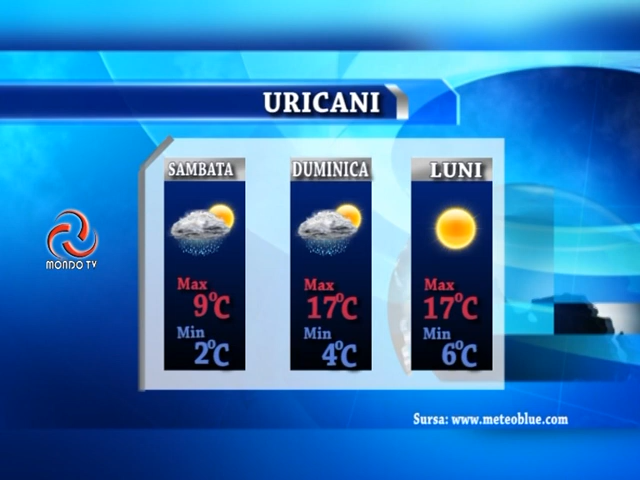 URICANI
SAMBATA
DUMINICA
LUNI
Max
9°C
Min
2°C
Max
17°C
Min
4°C
Max
17°C
Min
6°C
MONDO TV
Sursa: www.meteoblue.com